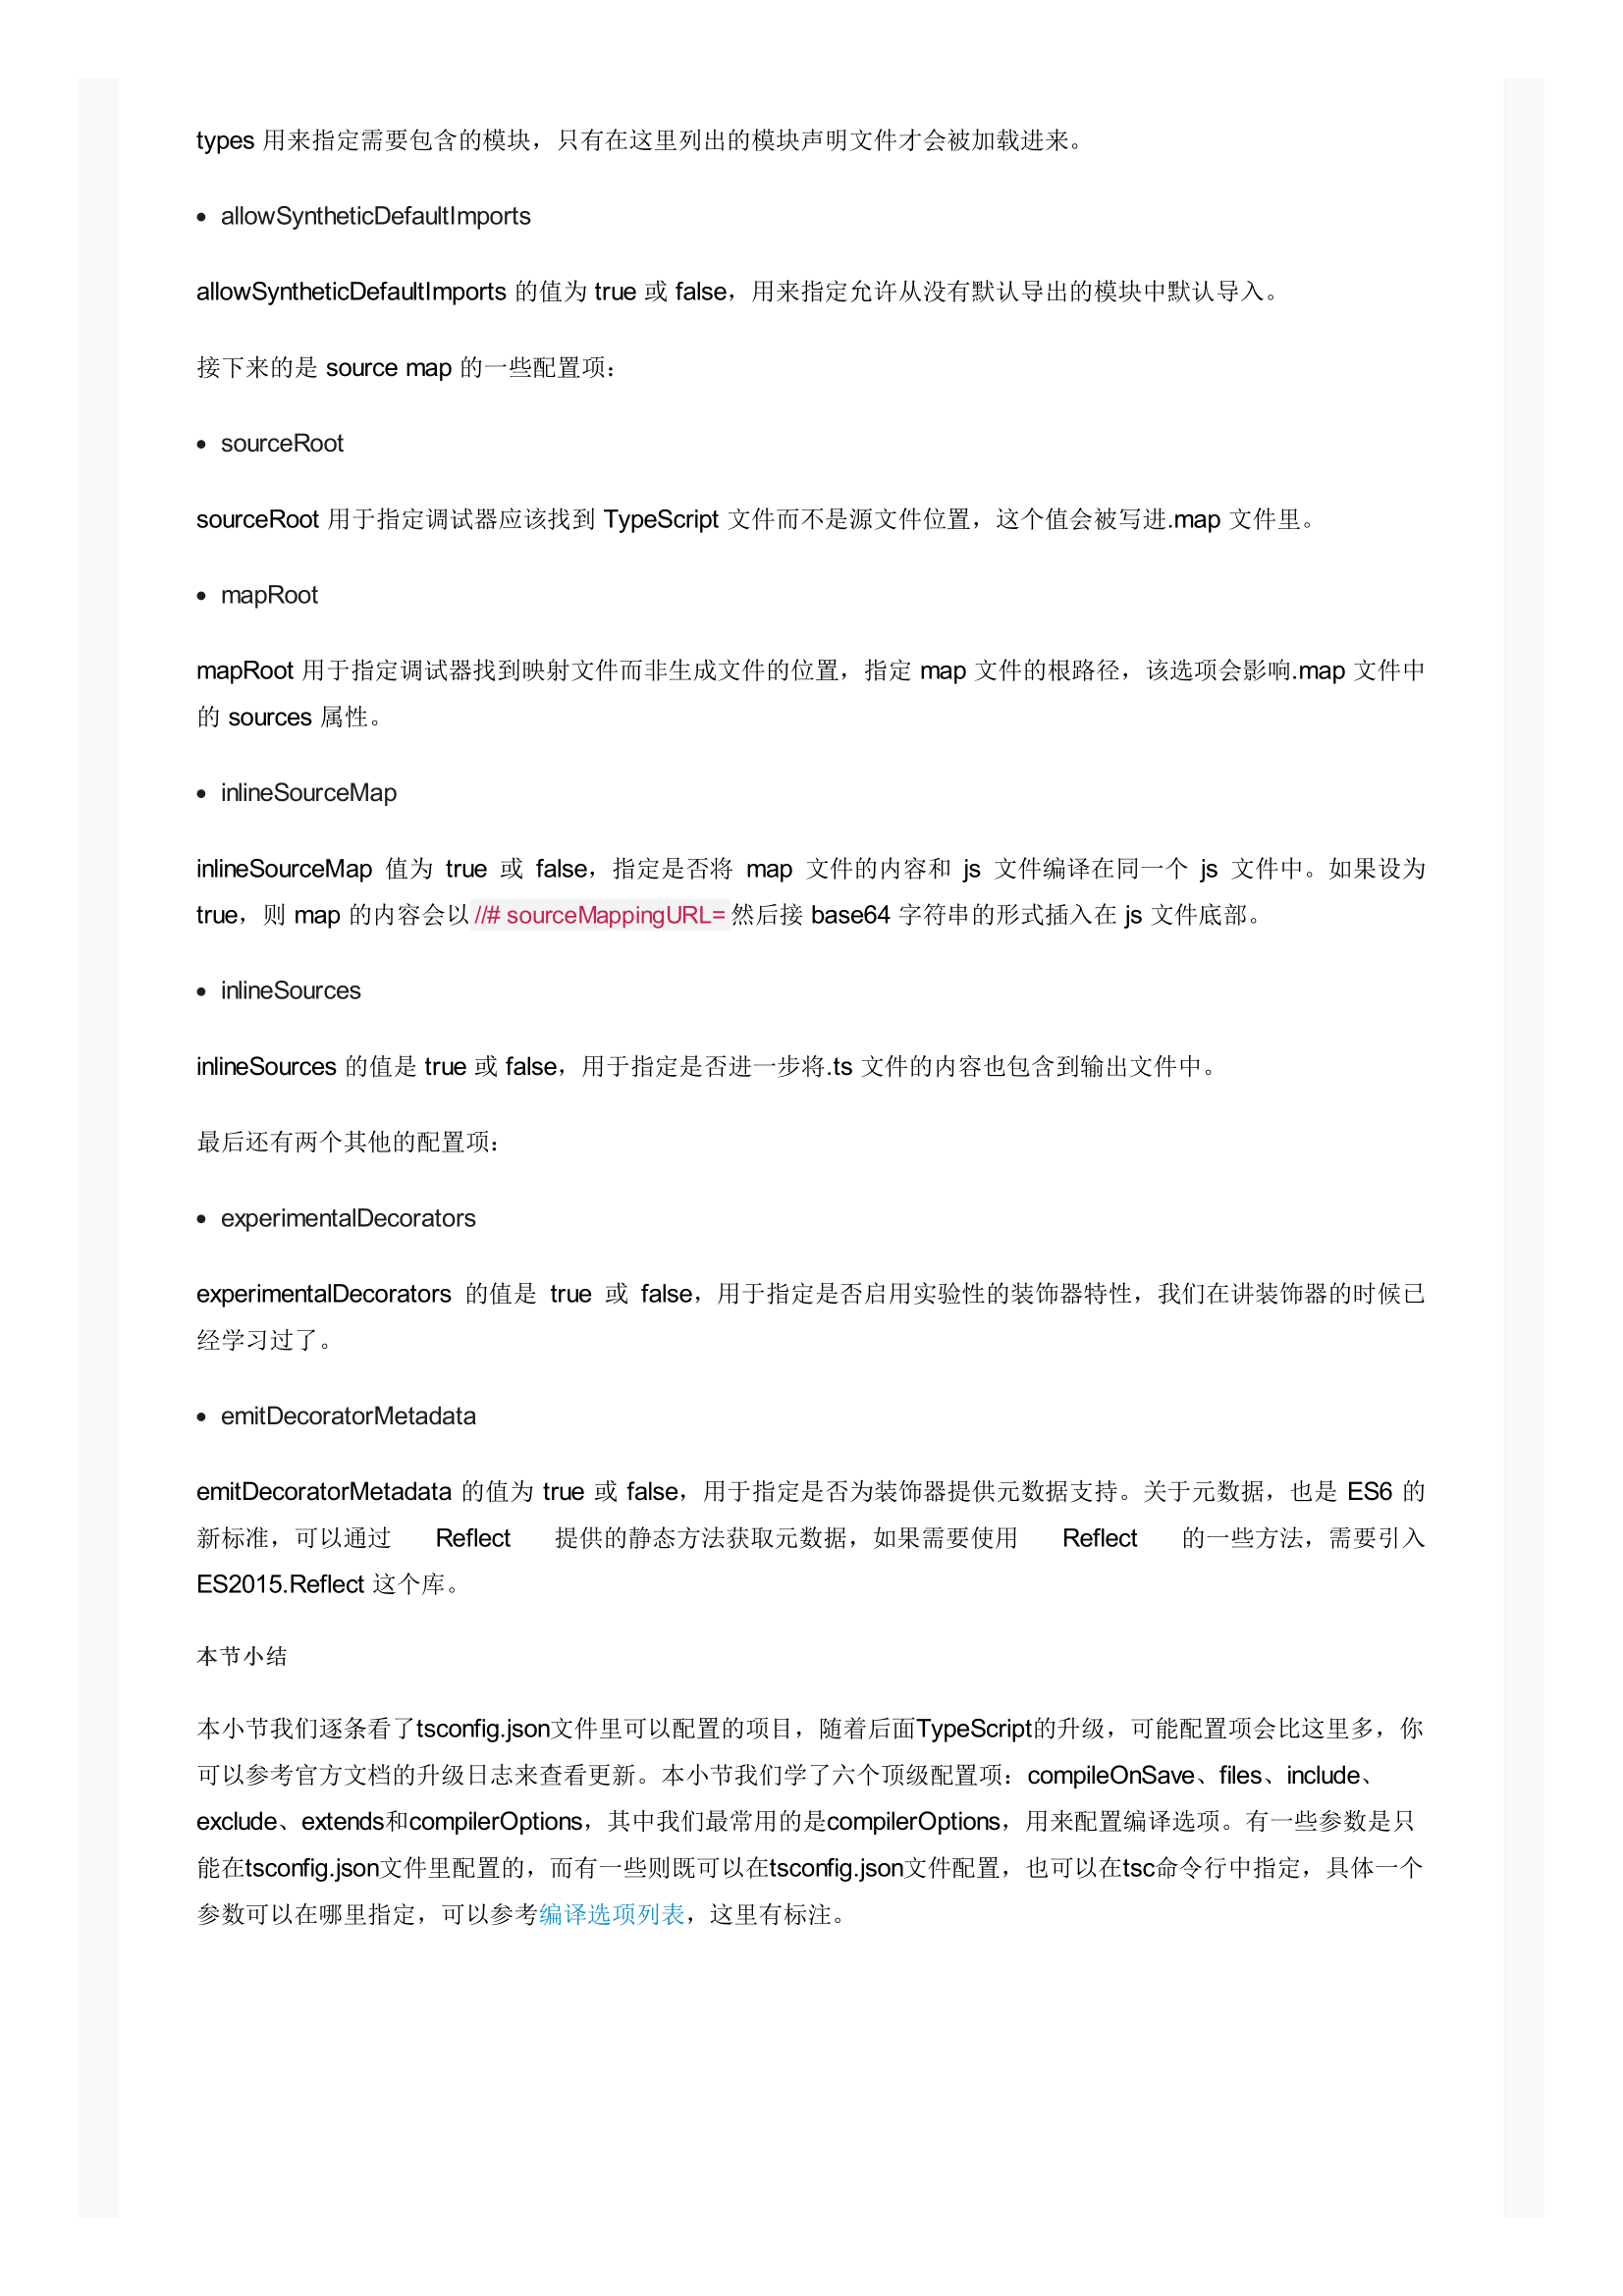 types 用来指定需要包含的模块，只有在这里列出的模块声明文件才会被加载进来。
• allowSyntheticDefaultImports
allowSyntheticDefaultImports 的值为 true 或 false，用来指定允许从没有默认导出的模块中默认导入。
接下来的是 source map 的一些配置项：
• sourceRoot
sourceRoot 用于指定调试器应该找到 TypeScript 文件而不是源文件位置，这个值会被写进.map 文件里。
• mapRoot
mapRoot 用于指定调试器找到映射文件而非生成文件的位置，指定 map 文件的根路径，该选项会影响.map 文件中
的 sources 属性。
• inlineSourceMap
inlineSourceMap 值为 true 或 false，指定是否将 map 文件的内容和 js 文件编译在同一个 js 文件中。如果设为
true，则 map 的内容会以 //# sourceMappingURL= 然后接 base64 字符串的形式插入在 js 文件底部。
• inlineSources
inlineSources 的值是 true 或 false，用于指定是否进一步将.ts 文件的内容也包含到输出文件中。
最后还有两个其他的配置项：
• experimentalDecorators
experimentalDecorators 的值是 true 或 false，用于指定是否启用实验性的装饰器特性，我们在讲装饰器的时候已
经学习过了。
• emitDecoratorMetadata
emitDecoratorMetadata 的值为 true 或 false，用于指定是否为装饰器提供元数据支持。关于元数据，也是 ES6 的
新标准，可以通过 Reflect 提供的静态方法获取元数据，如果需要使用 Reflect 的一些方法，需要引入
ES2015.Reflect 这个库。
本节小结
本小节我们逐条看了tsconfig.json文件里可以配置的项目，随着后面TypeScript的升级，可能配置项会比这里多，你
可以参考官方文档的升级日志来查看更新。本小节我们学了六个顶级配置项：compileOnSave、files、include、
exclude、extends和compilerOptions，其中我们最常用的是compilerOptions，用来配置编译选项。有一些参数是只
能在tsconfig.json文件里配置的，而有一些则既可以在tsconfig.json文件配置，也可以在tsc命令行中指定，具体一个
参数可以在哪里指定，可以参考编译选项列表，这里有标注。